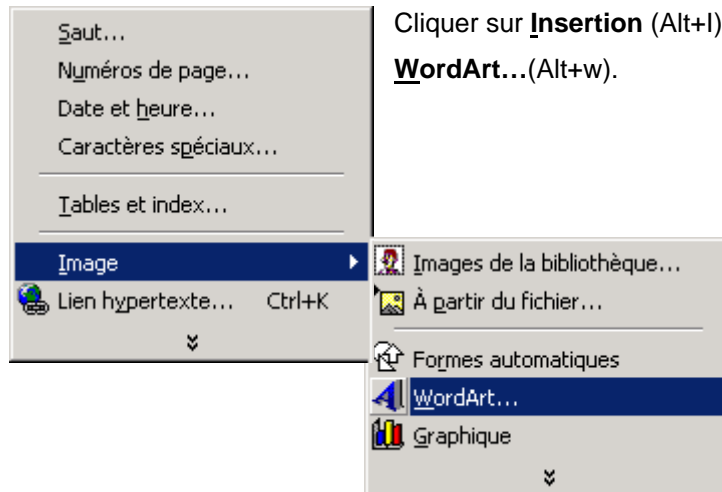 Cliquer sur Insertion (Alt+I)
WordArt…(Alt+w).
Saut...
Numéros de page...
Date et heure...
Caractères spéciaux...
Tables et index...
Image
Lien hypertexte... Ctrl+K
Images de la bibliothèque...
À partir du fichier...
Formes automatiques
WordArt...
Graphique